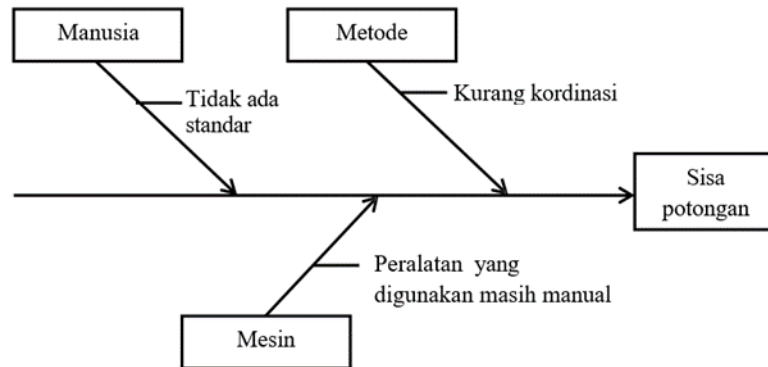 Manusia
Metode
Tidak ada
standar
Kurang kordinasi
Sisa
potongan
Peralatan yang
digunakan masih manual
Mesin